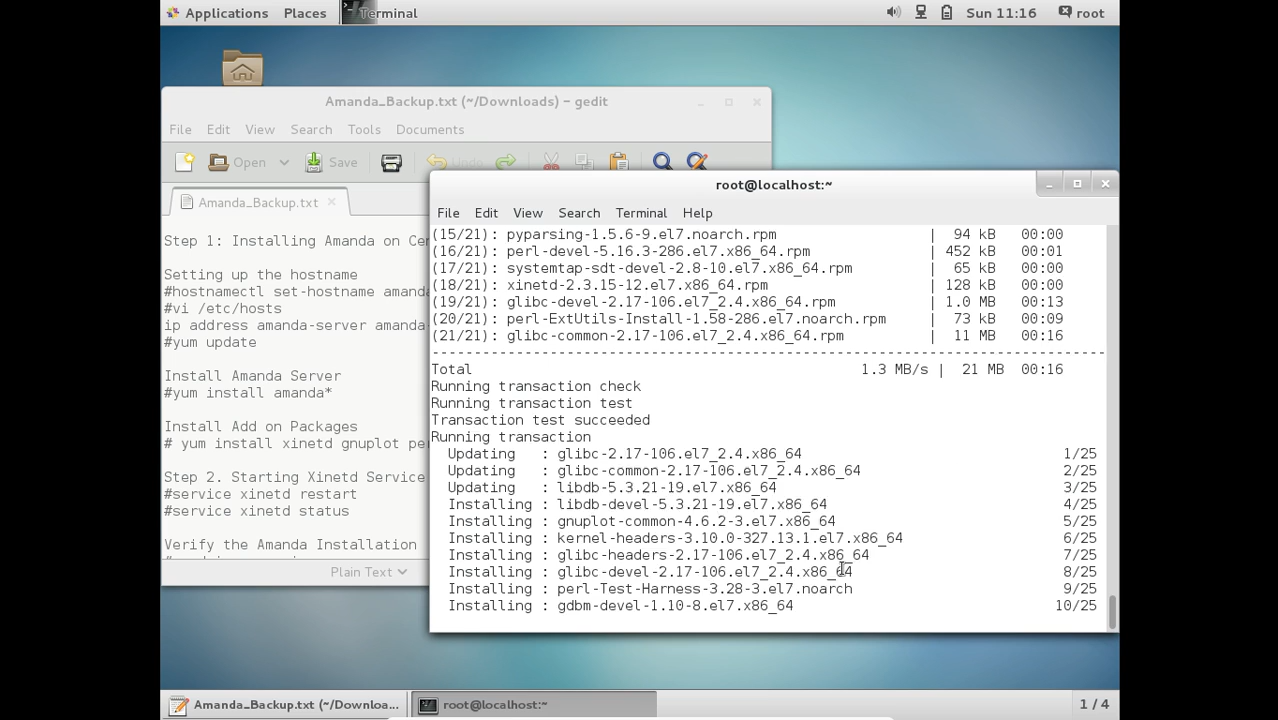 Applications Places Terminal Sun 11:16 root
Amanda_Backup.txt (~/Downloads) – gedit
File Edit View Search Tools Documents
Open Save Undo
Amanda_Backup.txt
Step 1: Installing Amanda on Cen
Setting up the hostname
#hostnamectl set-hostname amanda
#vi /etc/hosts
ip address amanda-server amanda-
#yum update
Install Amanda Server
#yum install amanda*
Install Add on Packages
# yum install xinetd gnuplot pe
Step 2. Starting Xinetd Service
#service xinetd restart
#service xinetd status
Verify the Amanda Installation
Plain Text
root@localhost:~
File Edit View Search Terminal Help
(15/21): pyparsing-1.5.6-9.el7.noarch.rpm | 94 kB 00:00
(16/21): perl-devel-5.16.3-286.el7.x86_64.rpm | 452 kB 00:01
(17/21): systemtap-sdt-devel-2.8-10.el7.x86_64.rpm | 65 kB 00:00
(18/21): xinetd-2.3.15-12.el7.x86_64.rpm | 128 kB 00:00
(19/21): glibc-devel-2.17-106.el7_2.4.x86_64.rpm | 1.0 MB 00:13
(20/21): perl-ExtUtils-Install-1.58-286.el7.noarch.rpm | 73 kB 00:09
(21/21): glibc-common-2.17-106.el7_2.4.x86_64.rpm | 11 MB 00:16
--------------------------------------------------------------------------------
Total 1.3 MB/s | 21 MB 00:16
Running transaction check
Running transaction test
Transaction test succeeded
Running transaction
Updating : glibc-2.17-106.el7_2.4.x86_64 1/25
Updating : glibc-common-2.17-106.el7_2.4.x86_64 2/25
Updating : libdb-5.3.21-19.el7.x86_64 3/25
Installing : libdb-devel-5.3.21-19.el7.x86_64 4/25
Installing : gnuplot-common-4.6.2-3.el7.x86_64 5/25
Installing : kernel-headers-3.10.0-327.13.1.el7.x86_64 6/25
Installing : glibc-headers-2.17-106.el7_2.4.x86_64 7/25
Installing : glibc-devel-2.17-106.el7_2.4.x86_64 8/25
Installing : perl-Test-Harness-3.28-3.el7.noarch 9/25
Installing : gdbm-devel-1.10-8.el7.x86_64 10/25
Amanda_Backup.txt (~/Downloa... root@localhost:~ 1 / 4